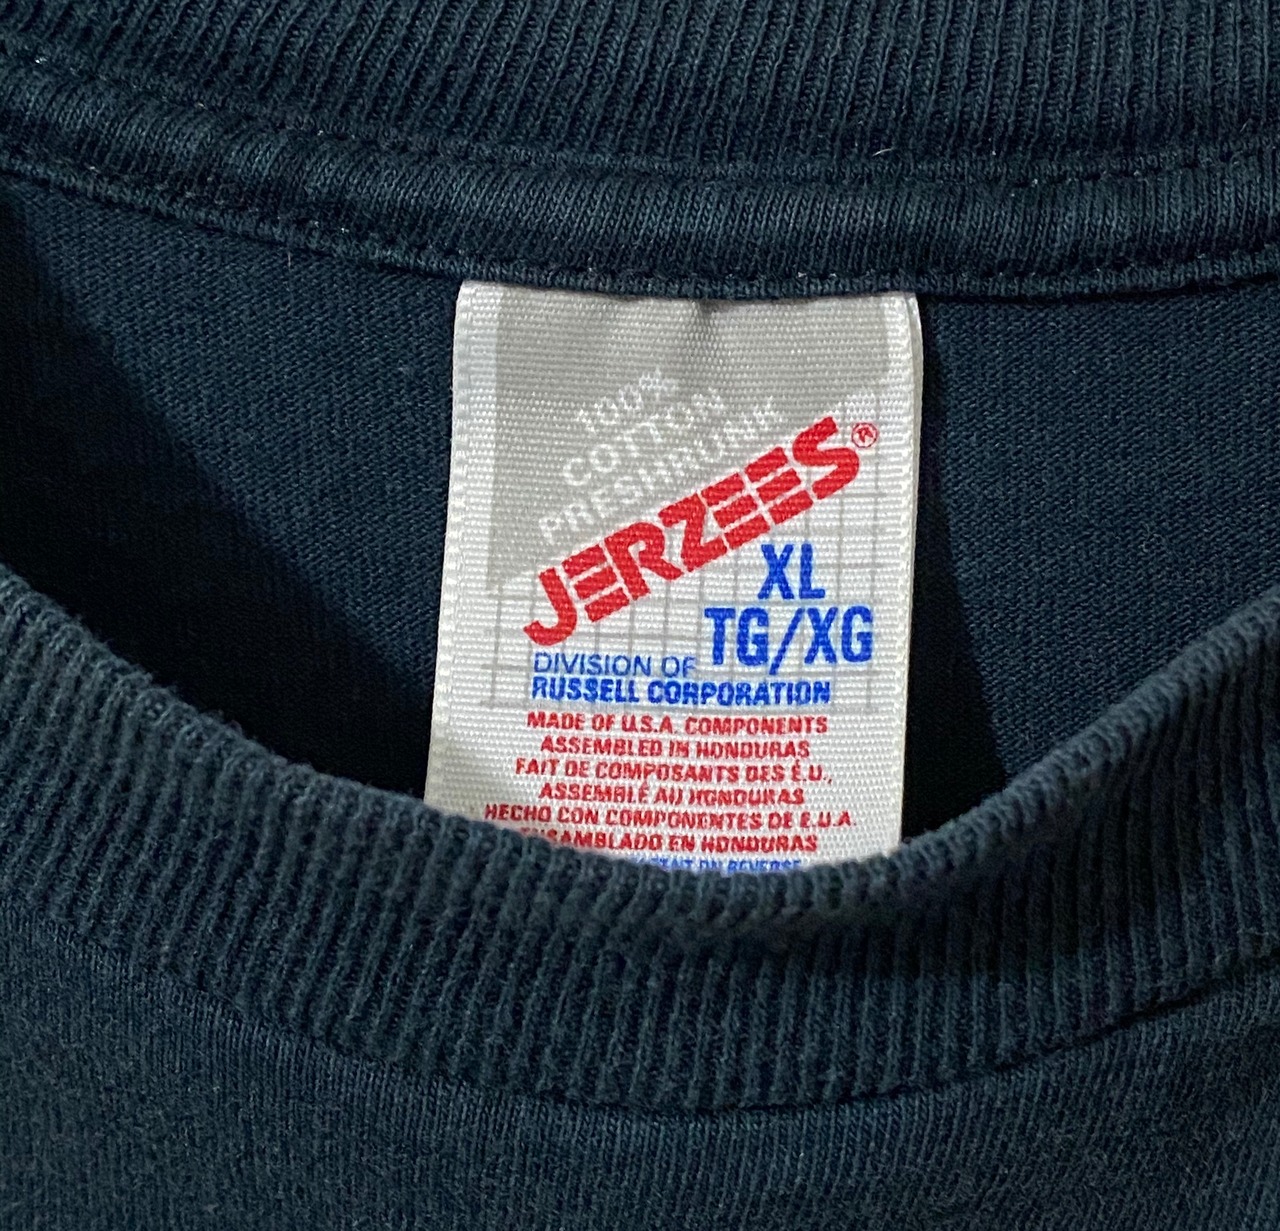 100%
COTTON
PRESHRUNK
JERZEES®
XL
TG/XG
DIVISION OF
RUSSELL CORPORATION
MADE OF U.S.A. COMPONENTS
ASSEMBLED IN HONDURAS
FAIT DE COMPOSANTS DES É.U.,
ASSEMBLÉ AU HONDURAS
HECHO CON COMPONENTES DE E.U.A.
ENSAMBLADO EN HONDURAS
REVERSE